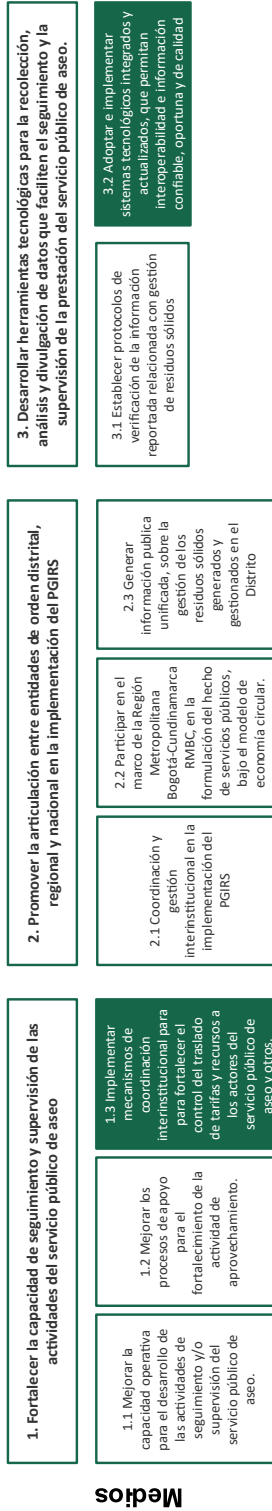 Medios
1. Fortalecer la capacidad de seguimiento y supervisión de las
actividades del servicio público de aseo
1.1 Mejorar la
capacidad operativa
para el desarrollo de
las actividades de
seguimiento y/o
supervisión del
servicio público de
aseo.
1.2 Mejorar los
procesos de apoyo
para el
fortalecimiento de la
actividad de
aprovechamiento.
1.3 Implementar
mecanismos de
coordinación
interinstitucional para
para fortalecer el
control del traslado
de tarifas y recursos a
los actores del
servicio público de
aseo y otros.
2. Promover la articulación entre entidades de orden distrital,
regional y nacional en la implementación del PGIRS
2.1 Coordinación y
gestión
interinstitucional en la
implementación del
PGIRS
2.2 Participar en el
marco de la Región
Metropolitana
Bogotá-Cundinamarca
RMBC, en la
formulación del hecho
de servicios públicos,
bajo el modelo de
economía circular.
2.3 Generar
información publica
unificada, sobre la
gestión de los
residuos sólidos
generados y
gestionados en el
Distrito
3. Desarrollar herramientas tecnológicas para la recolección,
análisis y divulgación de datos que faciliten el seguimiento y la
supervisión de la prestación del servicio público de aseo.
3.1 Establecer protocolos de
verificación de la información
reportada relacionada con gestión
de residuos sólidos
3.2 Adoptar e implementar
sistemas tecnológicos integrados y
actualizados, que permitan
interoperabilidad e información
confiable, oportuna y de calidad